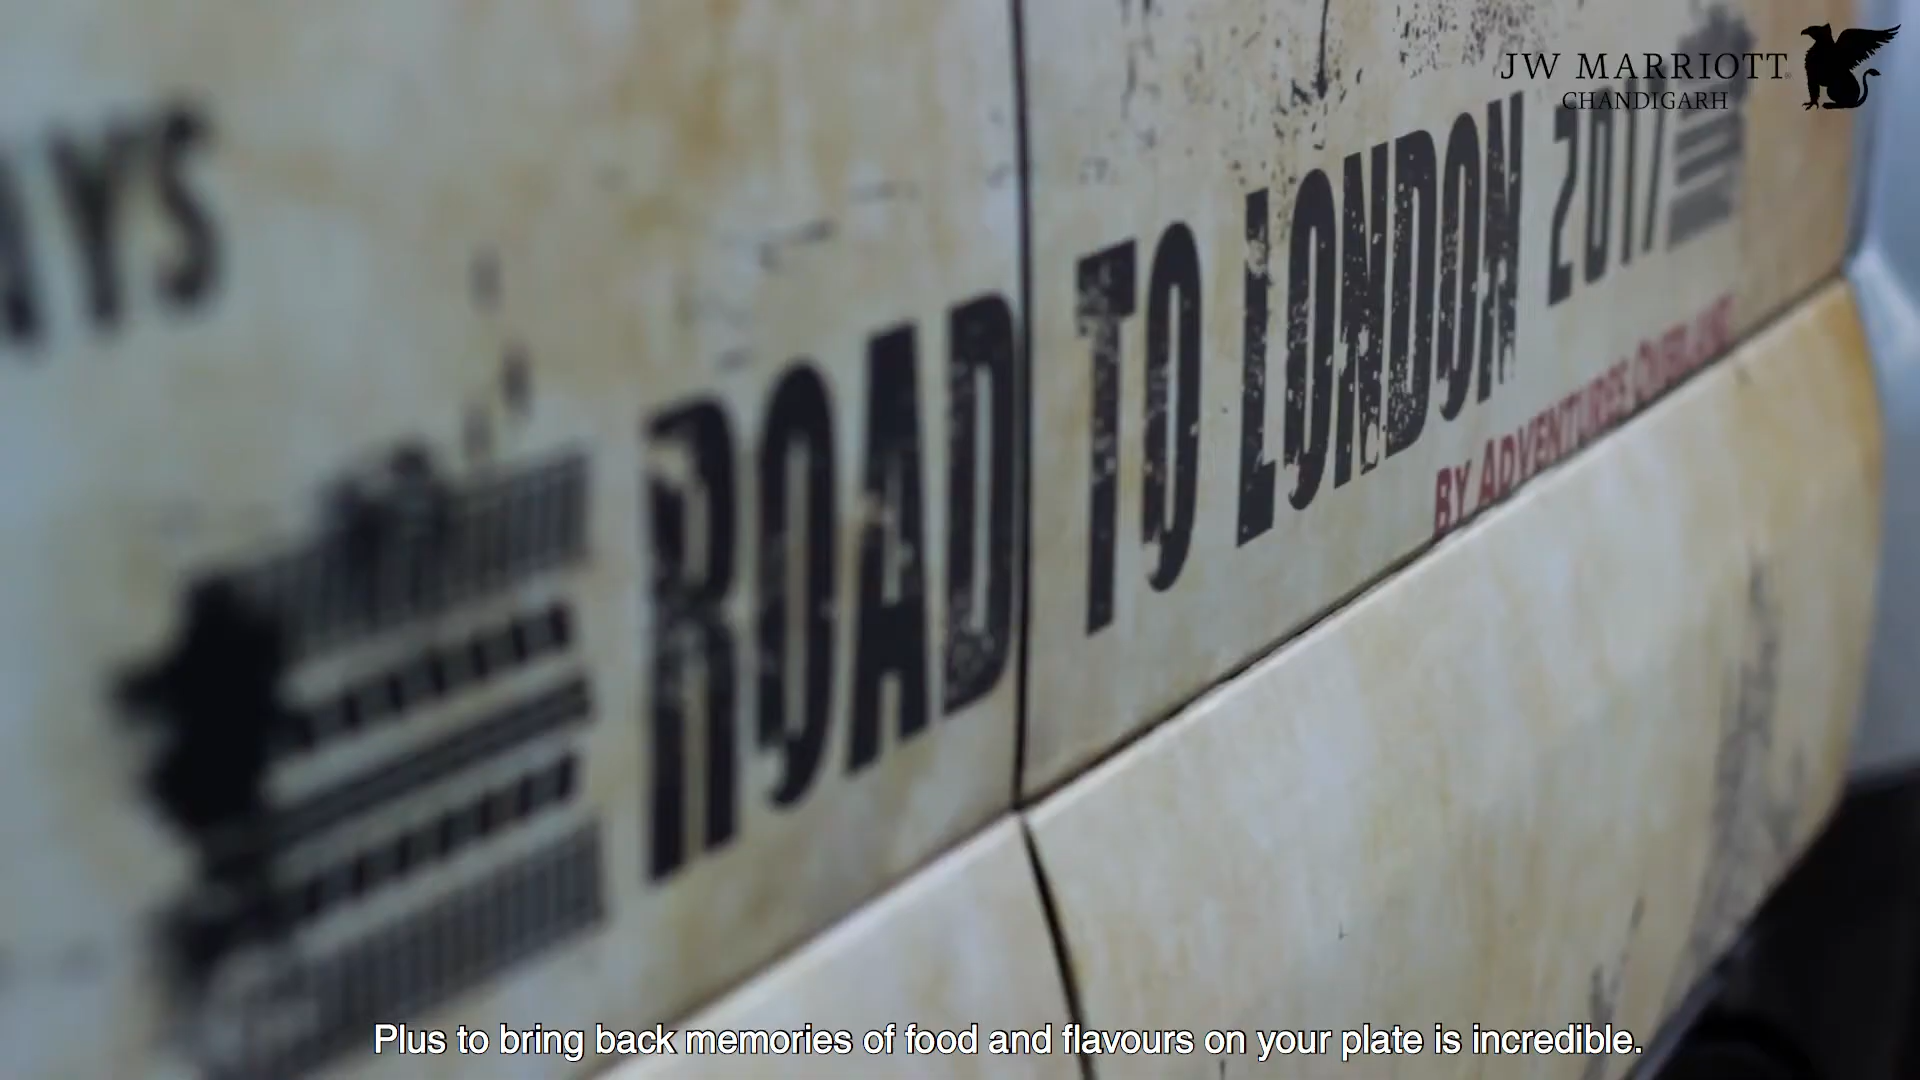 JW MARRIOTT
CHANDIGARH
ROAD TO LONDON 2017
BY ADVENTURES OVERLAND
Plus to bring back memories of food and flavours on your plate is incredible.